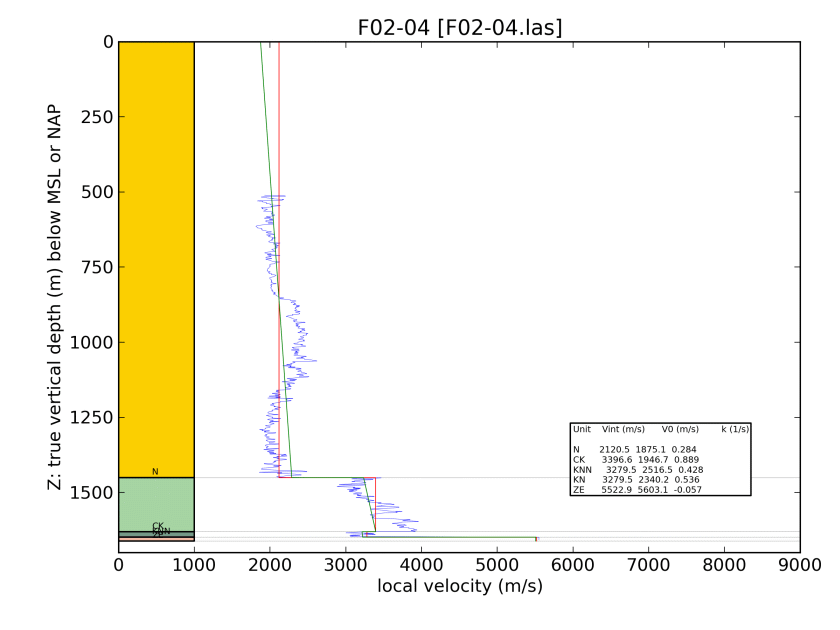 F02-04 [F02-04.las]
Z: true vertical depth (m) below MSL or NAP
0
250
500
750
1000
1250
1500
N
CK
KNN
Unit Vint (m/s) V0 (m/s) k (1/s)
N 2120.5 1875.1 0.284
CK 3396.6 1946.7 0.889
KNN 3279.5 2516.5 0.428
KN 3279.5 2340.2 0.536
ZE 5522.9 5603.1 -0.057
0 1000 2000 3000 4000 5000 6000 7000 8000 9000
local velocity (m/s)